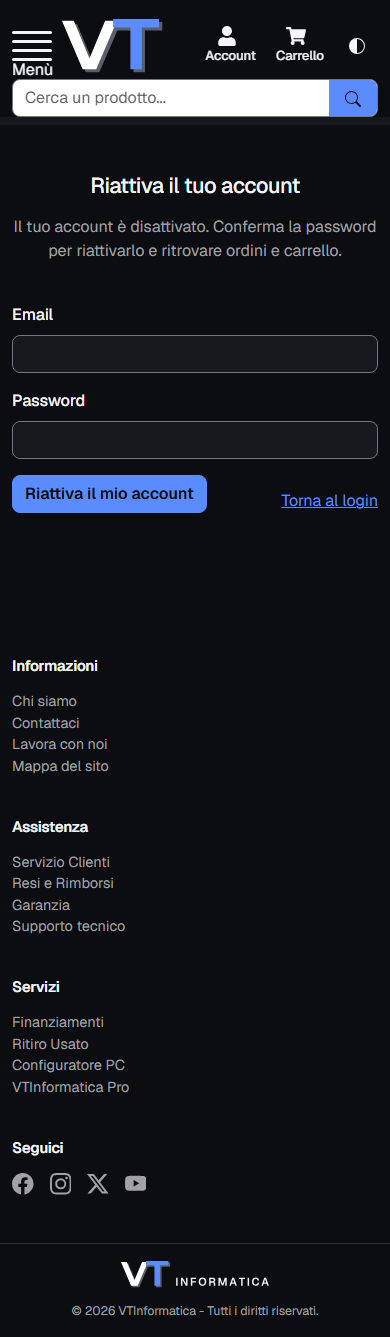 Menù
VT
Account
Carrello
Cerca un prodotto...
Riattiva il tuo account
Il tuo account è disattivato. Conferma la password
per riattivarlo e ritrovare ordini e carrello.
Email
Password
Riattiva il mio account
Torna al login
Informazioni
Chi siamo
Contattaci
Lavora con noi
Mappa del sito
Assistenza
Servizio Clienti
Resi e Rimborsi
Garanzia
Supporto tecnico
Servizi
Finanziamenti
Ritiro Usato
Configuratore PC
VTInformatica Pro
Seguici
VT INFORMATICA
© 2026 VTInformatica - Tutti i diritti riservati.